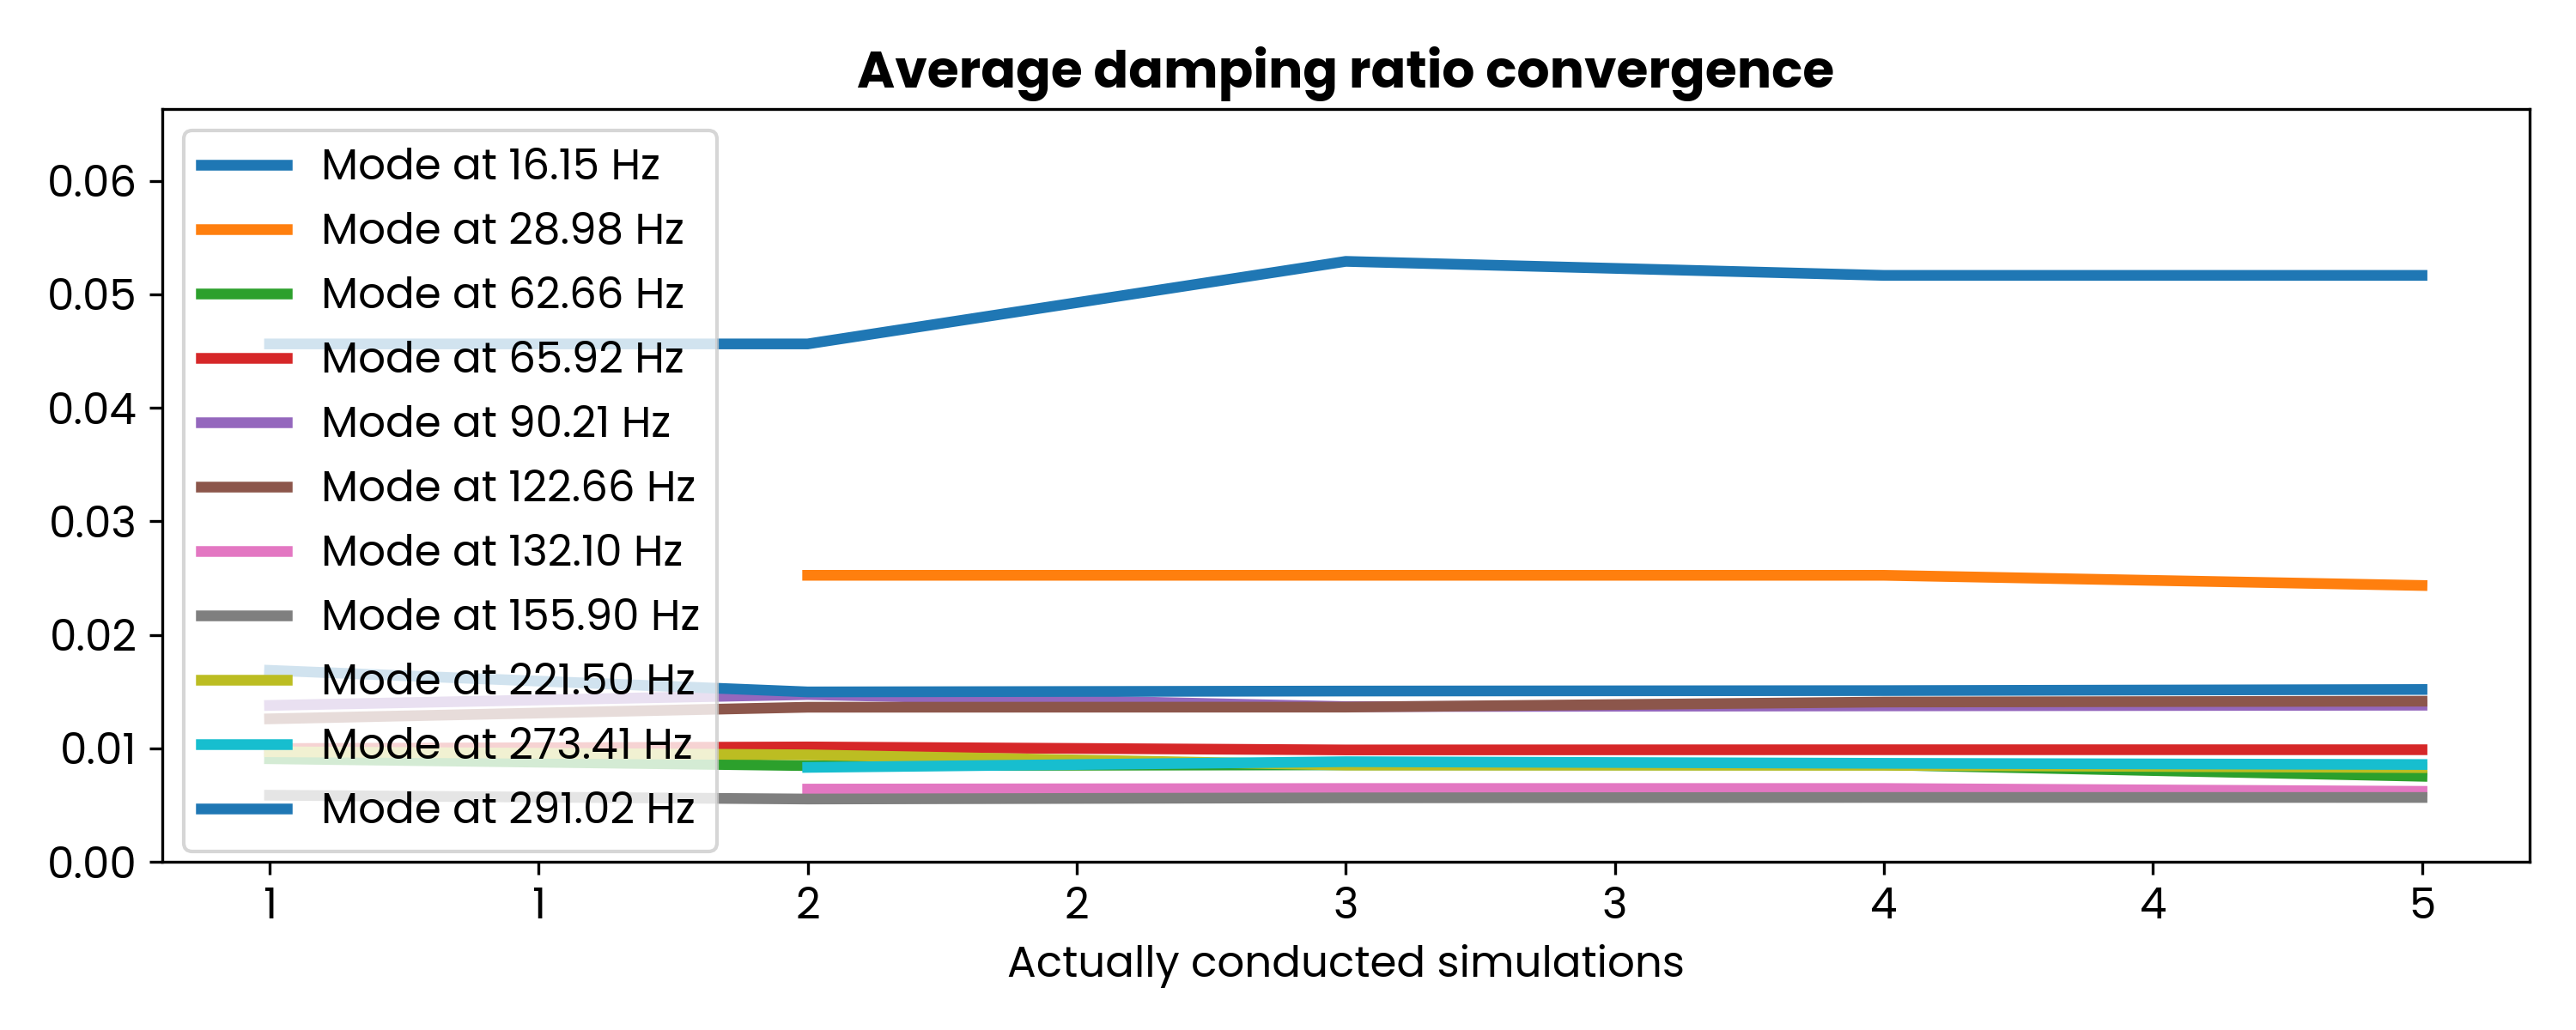 Average damping ratio convergence
0.06
0.05
0.04
0.03
0.02
0.01
0.00
Mode at 16.15 Hz
Mode at 28.98 Hz
Mode at 62.66 Hz
Mode at 65.92 Hz
Mode at 90.21 Hz
Mode at 122.66 Hz
Mode at 132.10 Hz
Mode at 155.90 Hz
Mode at 221.50 Hz
Mode at 273.41 Hz
Mode at 291.02 Hz
1 1 2 2 3 3 4 4 5
Actually conducted simulations